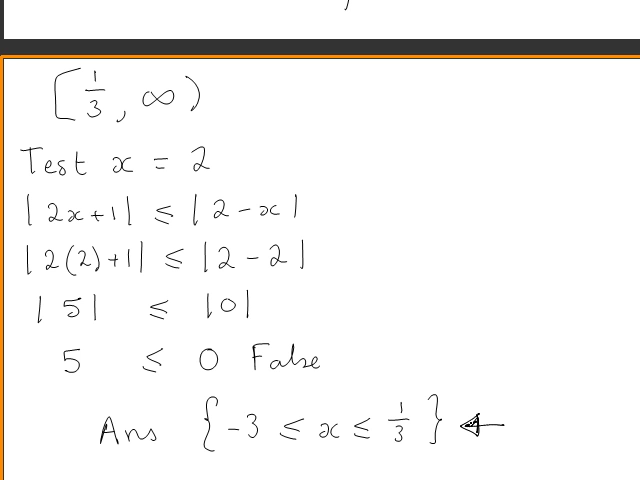 [1/3, ∞)
Test x = 2
|2x+1| ≤ |2-x|
|2(2)+1| ≤ |2-2|
|5| ≤ |0|
5 ≤ 0 False
Ans {-3 ≤ x ≤ 1/3}